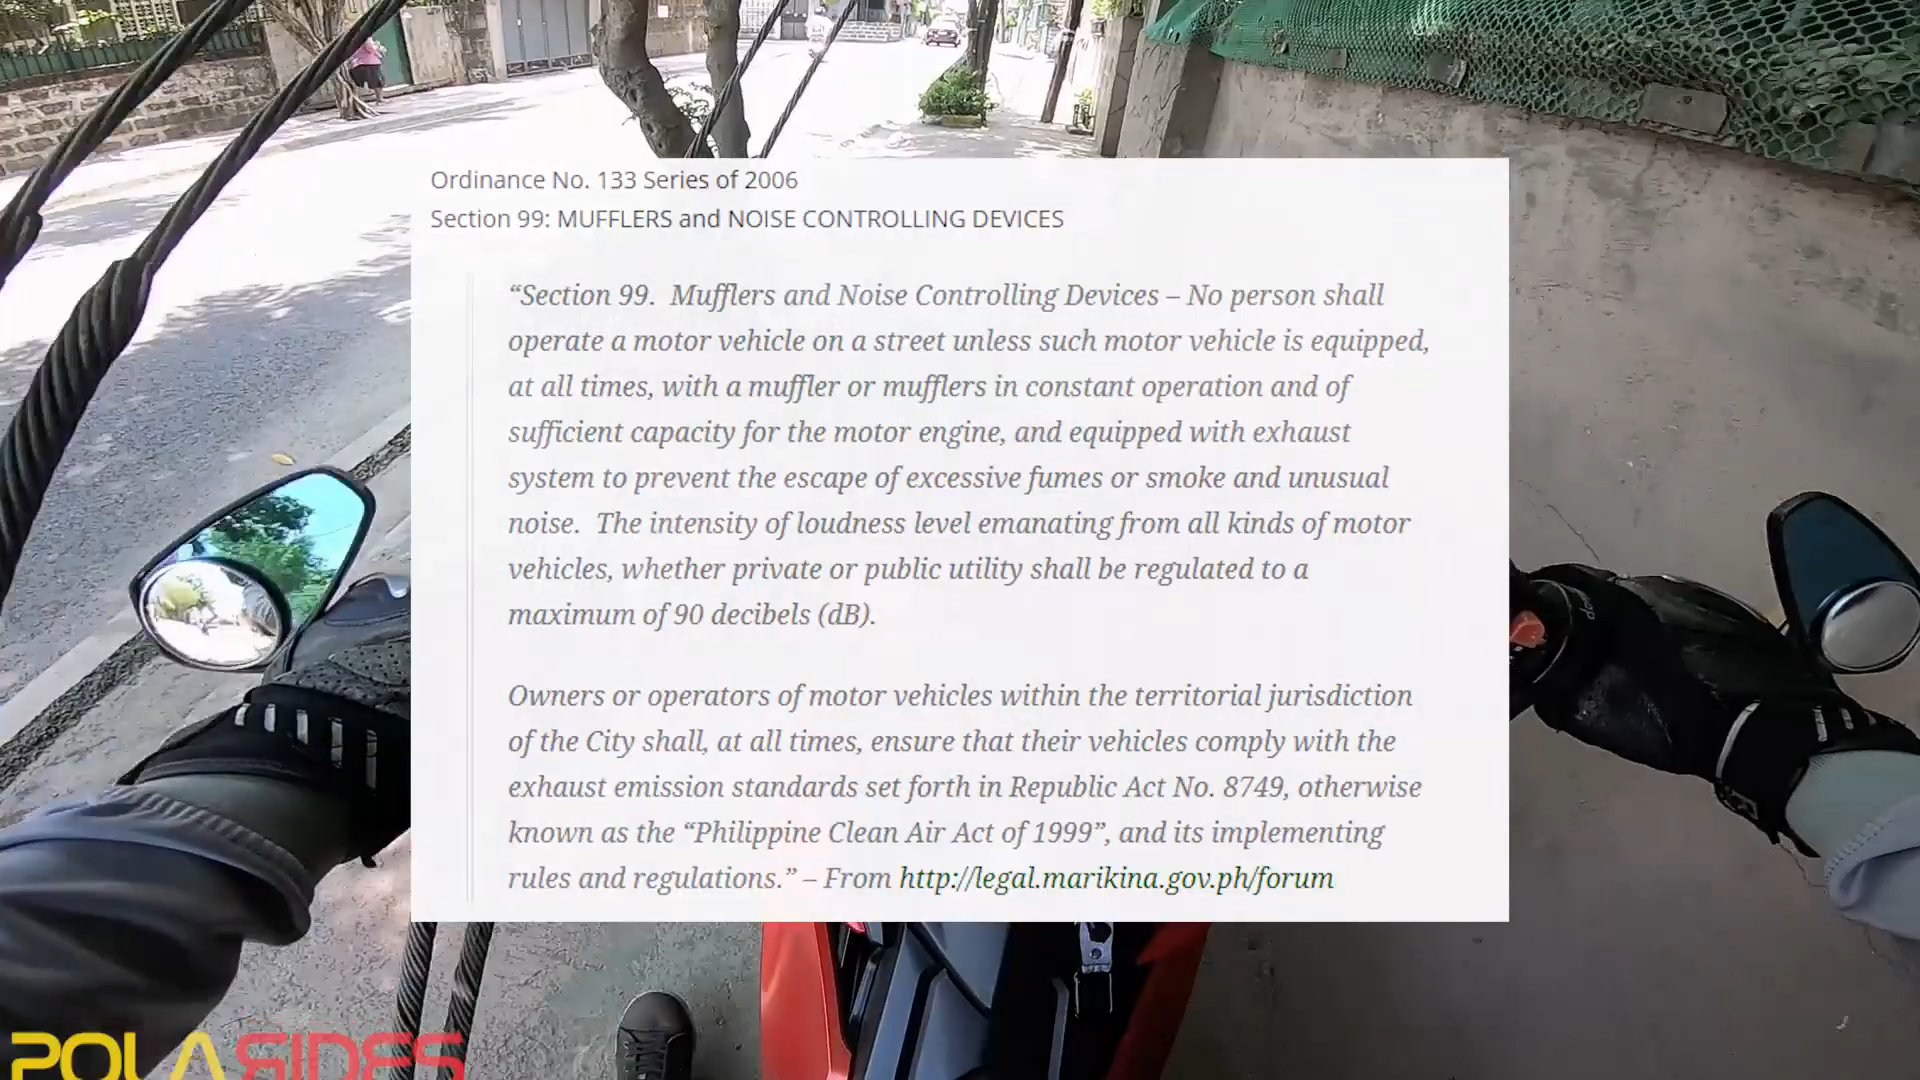 Ordinance No. 133 Series of 2006
Section 99: MUFFLERS and NOISE CONTROLLING DEVICES
“Section 99.  Mufflers and Noise Controlling Devices – No person shall
operate a motor vehicle on a street unless such motor vehicle is equipped,
at all times, with a muffler or mufflers in constant operation and of
sufficient capacity for the motor engine, and equipped with exhaust
system to prevent the escape of excessive fumes or smoke and unusual
noise.  The intensity of loudness level emanating from all kinds of motor
vehicles, whether private or public utility shall be regulated to a
maximum of 90 decibels (dB).
Owners or operators of motor vehicles within the territorial jurisdiction
of the City shall, at all times, ensure that their vehicles comply with the
exhaust emission standards set forth in Republic Act No. 8749, otherwise
known as the “Philippine Clean Air Act of 1999”, and its implementing
rules and regulations.” – From http://legal.marikina.gov.ph/forum
POLARIDES